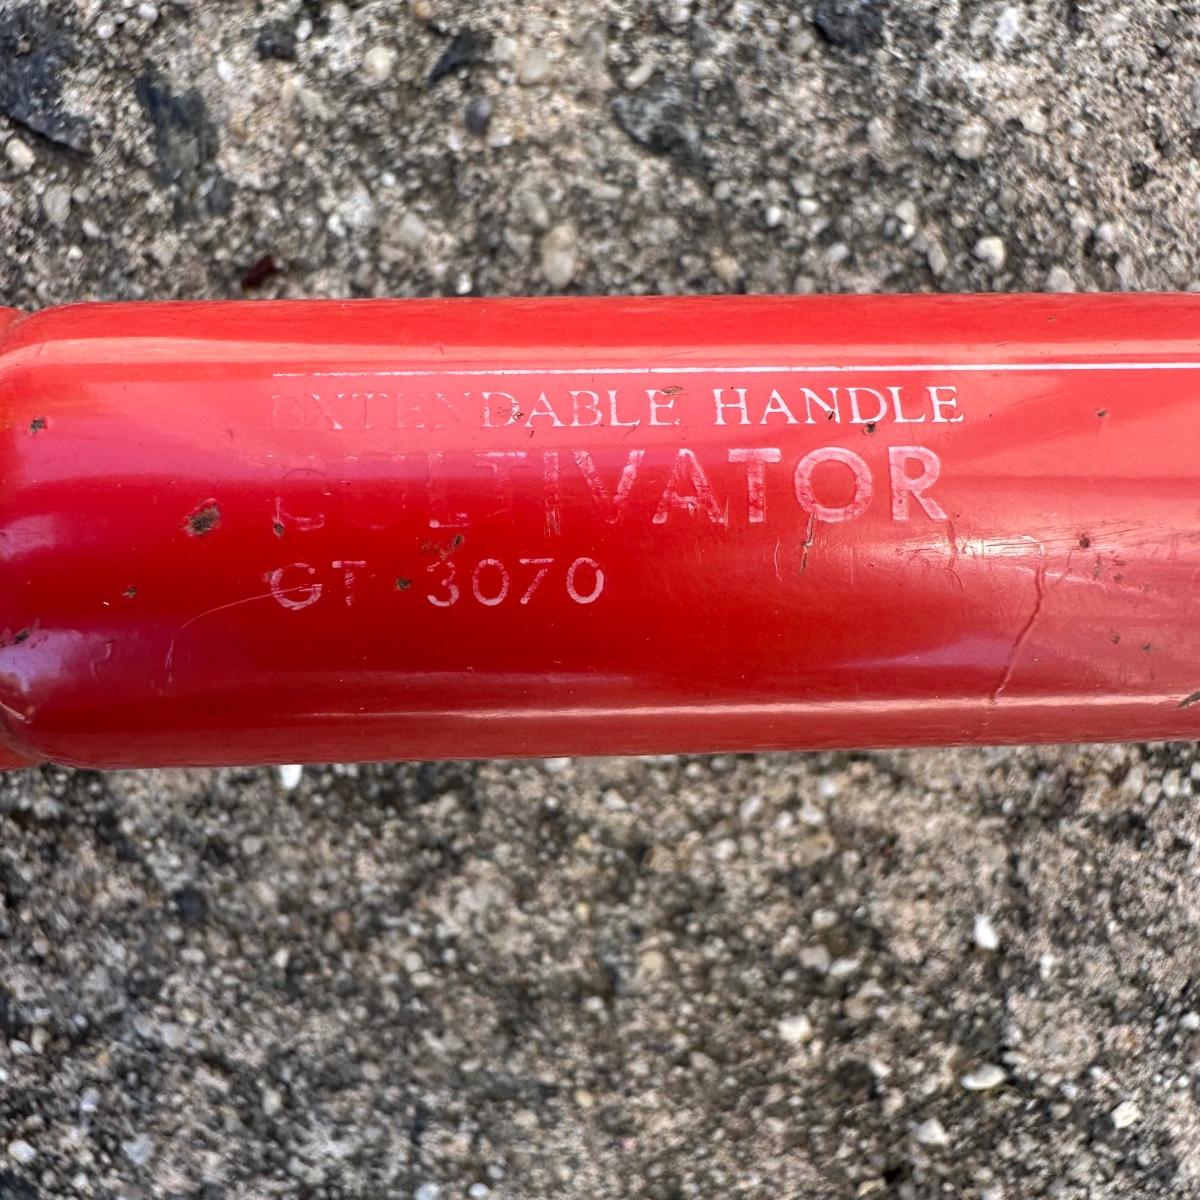 EXTENDABLE HANDLE
CULTIVATOR
GT 3070